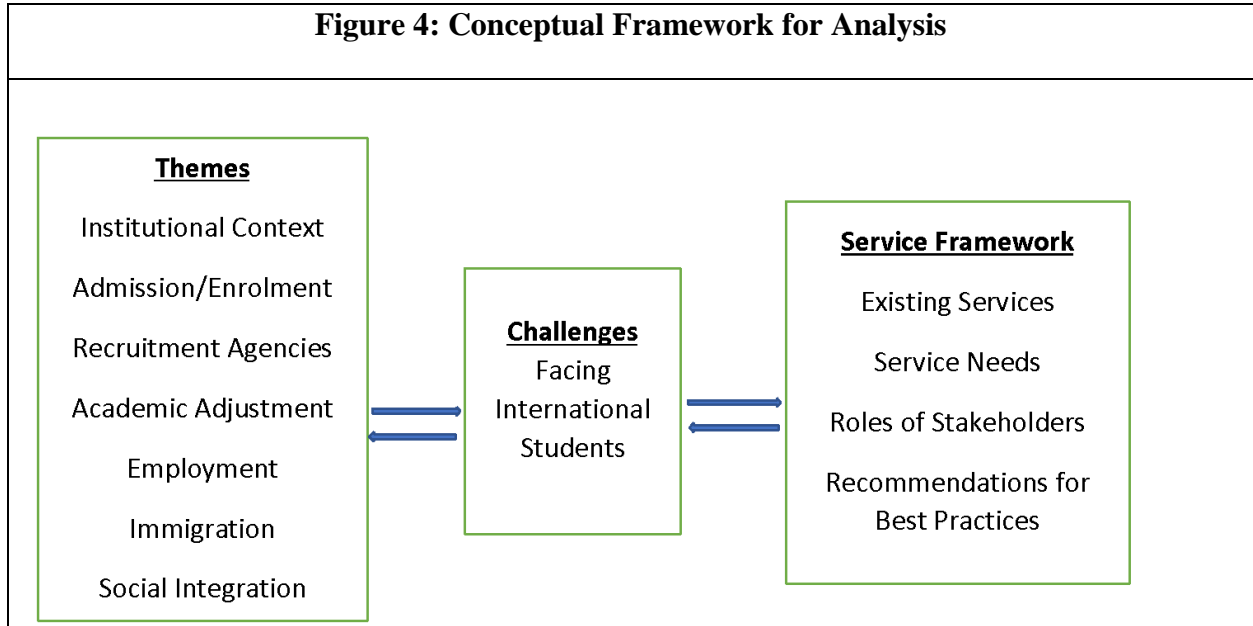 Figure 4: Conceptual Framework for Analysis
Themes
Institutional Context
Admission/Enrolment
Recruitment Agencies
Academic Adjustment
Employment
Immigration
Social Integration
Challenges
Facing
International
Students
Service Framework
Existing Services
Service Needs
Roles of Stakeholders
Recommendations for
Best Practices